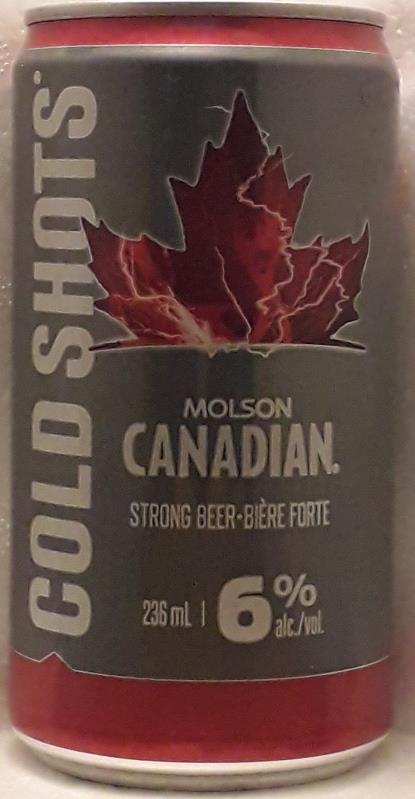 COLD SHOTS
MOLSON
CANADIAN.
STRONG BEER·BIÈRE FORTE
236 mL | 6% alc./vol.